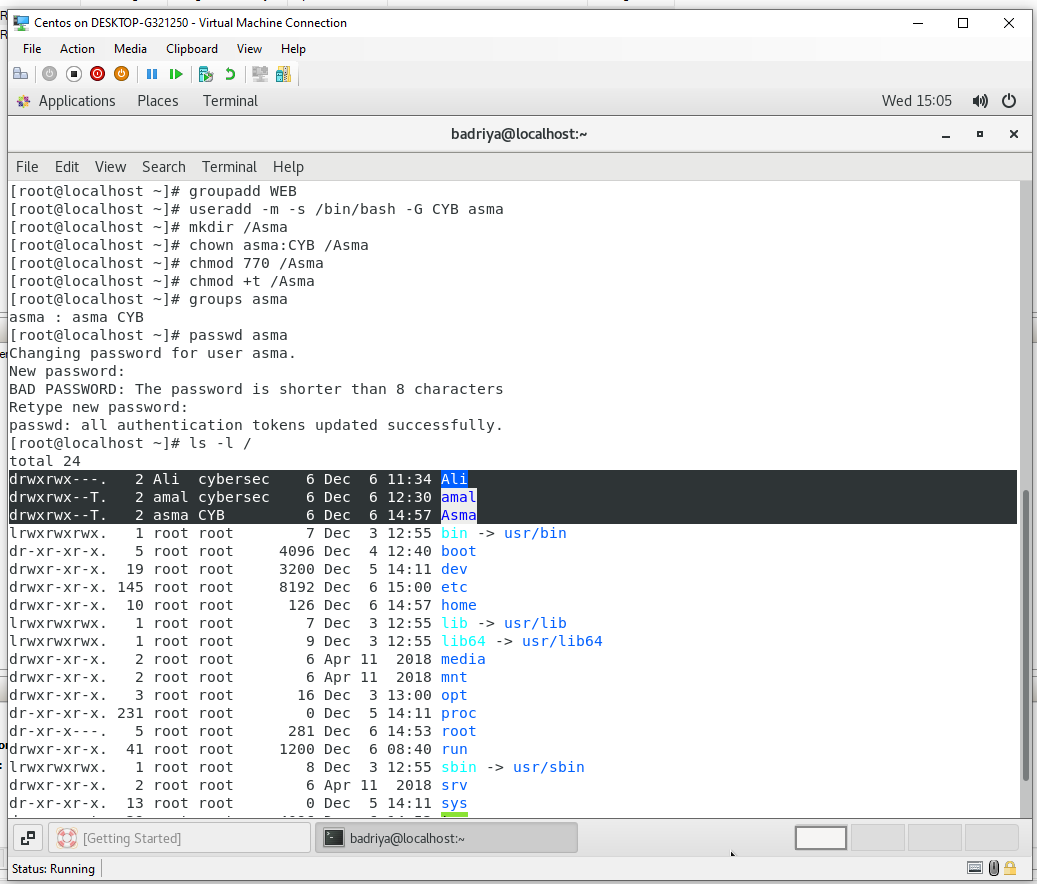 Centos on DESKTOP-G321250 - Virtual Machine Connection
File Action Media Clipboard View Help
Applications Places Terminal Wed 15:05
badriya@localhost:~
File Edit View Search Terminal Help
[root@localhost ~]# groupadd WEB
[root@localhost ~]# useradd -m -s /bin/bash -G CYB asma
[root@localhost ~]# mkdir /Asma
[root@localhost ~]# chown asma:CYB /Asma
[root@localhost ~]# chmod 770 /Asma
[root@localhost ~]# chmod +t /Asma
[root@localhost ~]# groups asma
asma : asma CYB
[root@localhost ~]# passwd asma
Changing password for user asma.
New password:
BAD PASSWORD: The password is shorter than 8 characters
Retype new password:
passwd: all authentication tokens updated successfully.
[root@localhost ~]# ls -l /
total 24
drwxrwx---.   2 Ali  cybersec    6 Dec  6 11:34 Ali
drwxrwx--T.   2 amal cybersec    6 Dec  6 12:30 amal
drwxrwx--T.   2 asma CYB         6 Dec  6 14:57 Asma
lrwxrwxrwx.   1 root root        7 Dec  3 12:55 bin -> usr/bin
dr-xr-xr-x.   5 root root     4096 Dec  4 12:40 boot
drwxr-xr-x.  19 root root     3200 Dec  5 14:11 dev
drwxr-xr-x. 145 root root     8192 Dec  6 15:00 etc
drwxr-xr-x.  10 root root      126 Dec  6 14:57 home
lrwxrwxrwx.   1 root root        7 Dec  3 12:55 lib -> usr/lib
lrwxrwxrwx.   1 root root        9 Dec  3 12:55 lib64 -> usr/lib64
drwxr-xr-x.   2 root root        6 Apr 11  2018 media
drwxr-xr-x.   2 root root        6 Apr 11  2018 mnt
drwxr-xr-x.   3 root root       16 Dec  3 13:00 opt
dr-xr-xr-x. 231 root root        0 Dec  5 14:11 proc
dr-xr-x---.   5 root root      281 Dec  6 14:53 root
drwxr-xr-x.  41 root root     1200 Dec  6 08:40 run
lrwxrwxrwx.   1 root root        8 Dec  3 12:55 sbin -> usr/sbin
drwxr-xr-x.   2 root root        6 Apr 11  2018 srv
dr-xr-xr-x.  13 root root        0 Dec  5 14:11 sys
[Getting Started] badriya@localhost:~
Status: Running